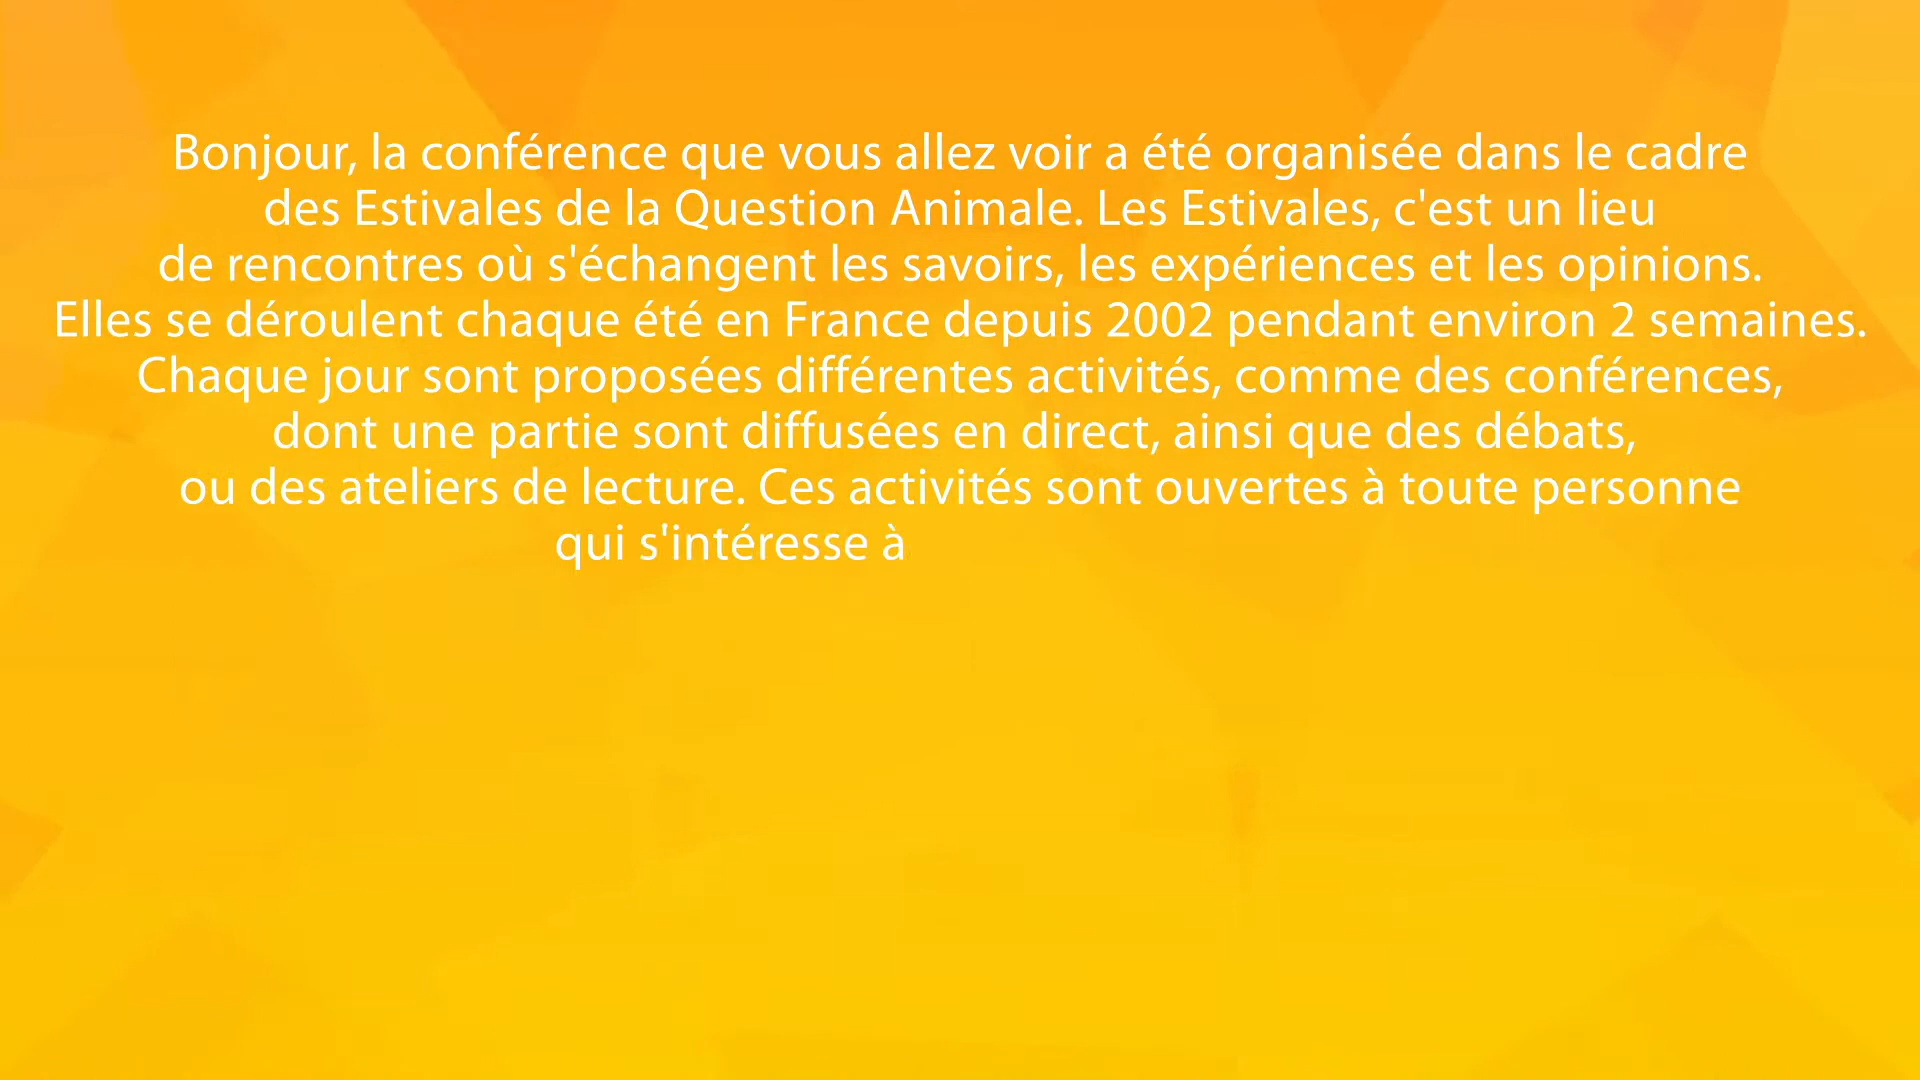 Bonjour, la conférence que vous allez voir a été organisée dans le cadre
des Estivales de la Question Animale. Les Estivales, c'est un lieu
de rencontres où s'échangent les savoirs, les expériences et les opinions.
Elles se déroulent chaque été en France depuis 2002 pendant environ 2 semaines.
Chaque jour sont proposées différentes activités, comme des conférences,
dont une partie sont diffusées en direct, ainsi que des débats,
ou des ateliers de lecture. Ces activités sont ouvertes à toute personne
qui s'intéresse à